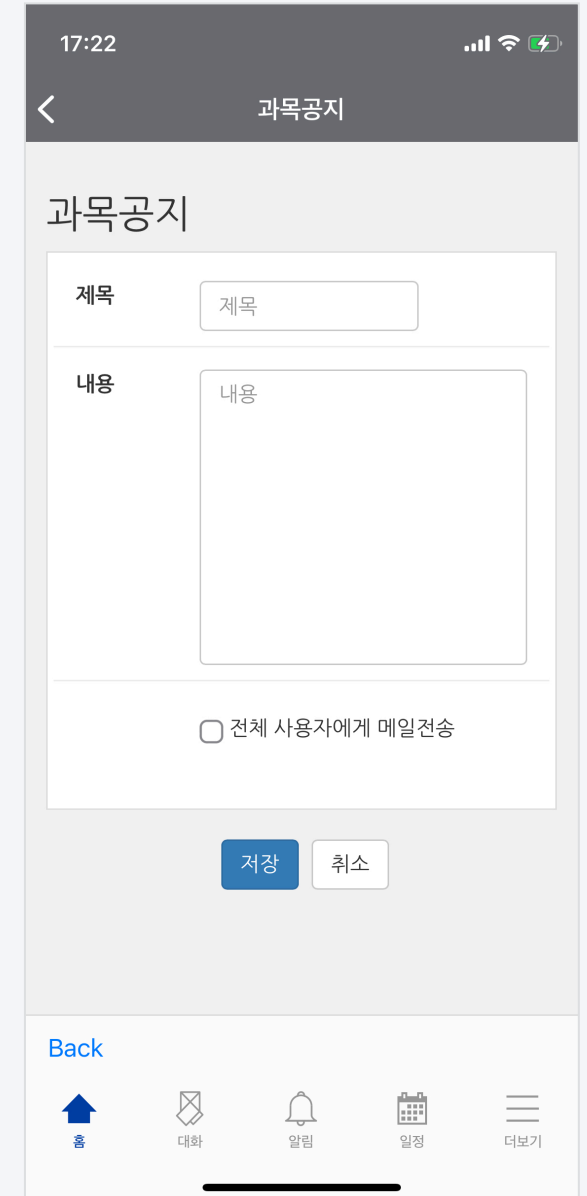 17:22
과목공지
과목공지
제목
제목
내용
내용
전체 사용자에게 메일전송
저장 취소
Back
홈 대화 알림 일정 더보기